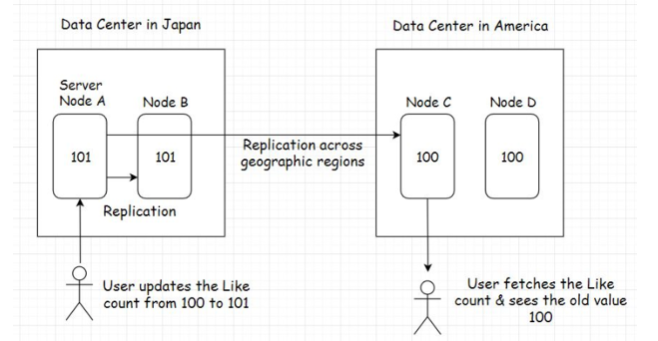 Data Center in Japan
Data Center in America
Server
Node A
Node B
Node C
Node D
101
101
100
100
Replication across
geographic regions
Replication
User updates the Like
count from 100 to 101
User fetches the Like
count & sees the old value
100